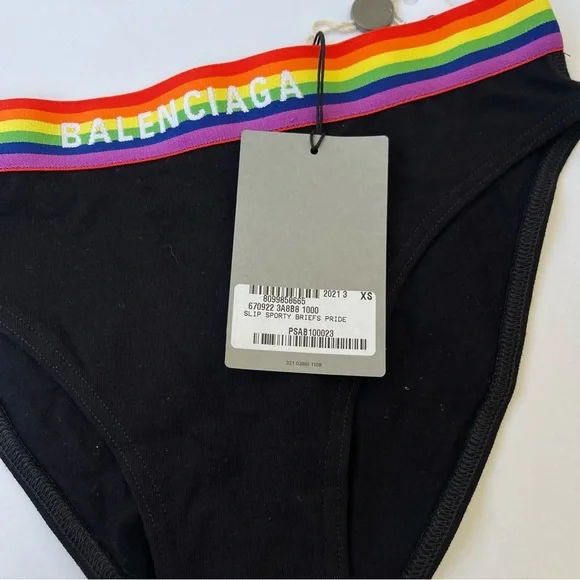 BALENCIAGA
2021 3 XS
8099858665
670922 3A8B8 1000
SLIP SPORTY BRIEFS PRIDE
PSAB100023